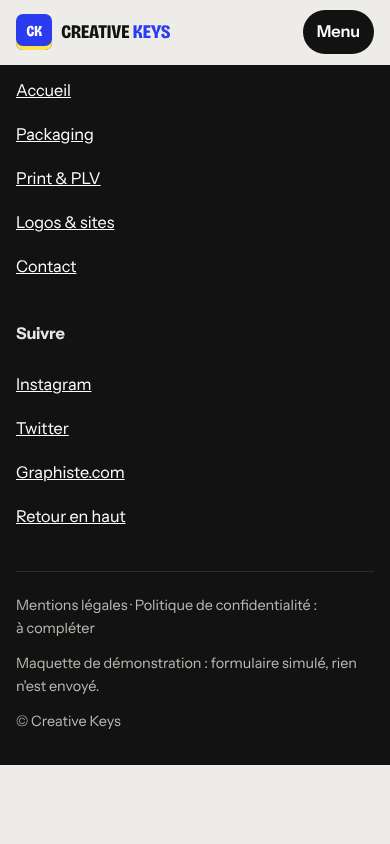 CK CREATIVE KEYS Menu
Accueil
Packaging
Print & PLV
Logos & sites
Contact
Suivre
Instagram
Twitter
Graphiste.com
Retour en haut
Mentions légales · Politique de confidentialité :
à compléter
Maquette de démonstration : formulaire simulé, rien
n'est envoyé.
© Creative Keys